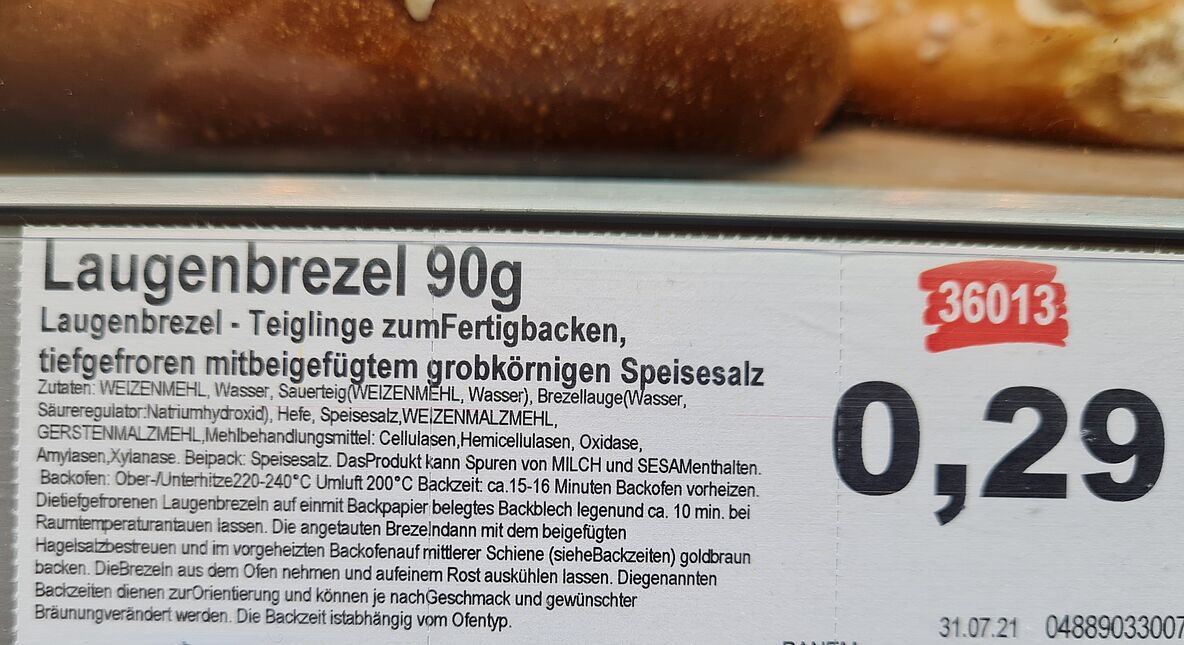 Laugenbrezel 90g
Laugenbrezel - Teiglinge zumFertigbacken,
tiefgefroren mitbeigefügtem grobkörnigen Speisesalz
Zutaten: WEIZENMEHL, Wasser, Sauerteig(WEIZENMEHL, Wasser), Brezellauge(Wasser,
Säureregulator:Natriumhydroxid), Hefe, Speisesalz,WEIZENMALZMEHL,
GERSTENMALZMEHL,Mehlbehandlungsmittel: Cellulasen,Hemicellulasen, Oxidase,
Amylasen,Xylanase. Beipack: Speisesalz. DasProdukt kann Spuren von MILCH und SESAMenthalten.
Backofen: Ober-/Unterhitze220-240°C Umluft 200°C Backzeit: ca.15-16 Minuten Backofen vorheizen.
Dietiefgefrorenen Laugenbrezeln auf einmit Backpapier belegtes Backblech legenund ca. 10 min. bei
Raumtemperaturantauen lassen. Die angetauten Brezelndann mit dem beigefügten
Hagelsalzbestreuen und im vorgeheizten Backofenauf mittlerer Schiene (sieheBackzeiten) goldbraun
backen. DieBrezeln aus dem Ofen nehmen und aufeinem Rost auskühlen lassen. Diegenannten
Backzeiten dienen zurOrientierung und können je nachGeschmack und gewünschter
Bräunungverändert werden. Die Backzeit istabhängig vom Ofentyp.
36013
0,29
31.07.21 04889033007